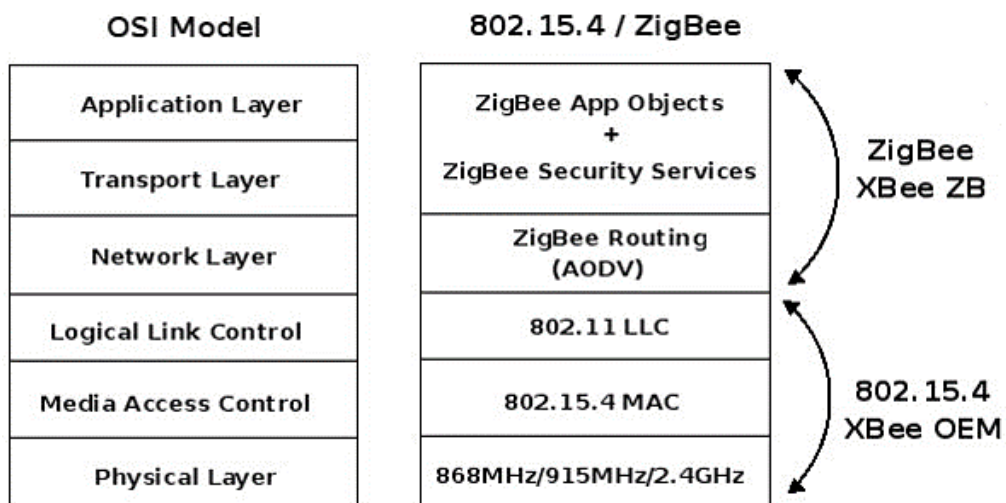 OSI Model
Application Layer
Transport Layer
Network Layer
Logical Link Control
Media Access Control
Physical Layer
802.15.4 / ZigBee
ZigBee App Objects
+
ZigBee Security Services
ZigBee Routing
(AODV)
802.11 LLC
802.15.4 MAC
868MHz/915MHz/2.4GHz
ZigBee
XBee ZB
802.15.4
XBee OEM